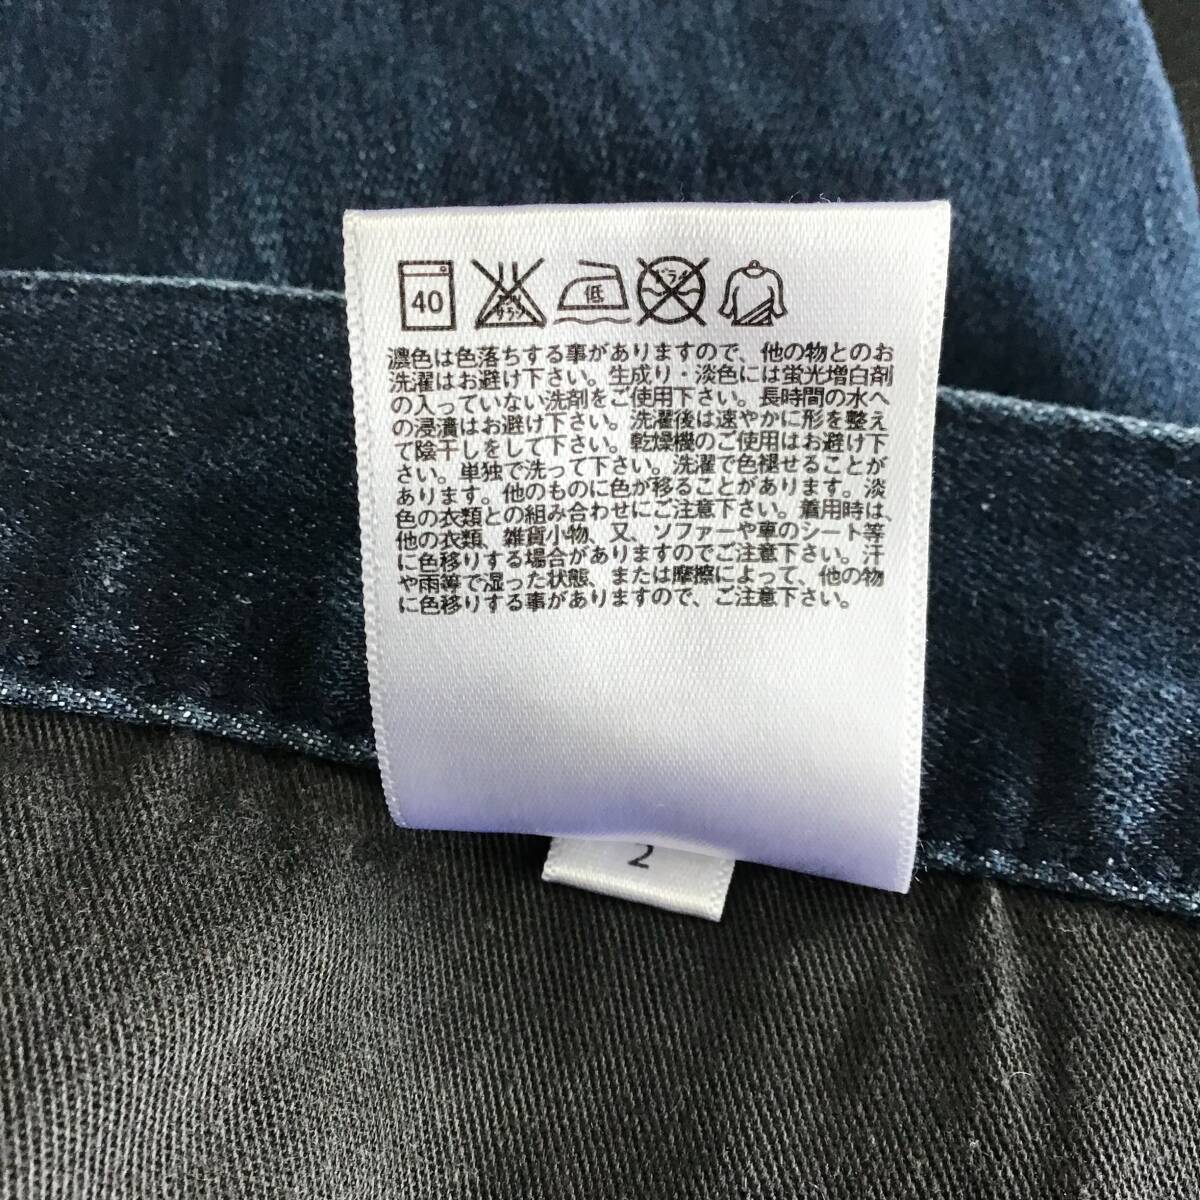 40
エンソ
サラシ
低
ドライ
濃色は色落ちする事がありますので、他の物とのお
洗濯はお避け下さい。生成り・淡色には蛍光増白剤
の入っていない洗剤をご使用下さい。長時間の水へ
の浸漬はお避け下さい。洗濯後は速やかに形を整え
て陰干しをして下さい。乾燥機のご使用はお避け下
さい。単独で洗って下さい。洗濯で色褪せることが
あります。他のものに色が移ることがあります。淡
色の衣類との組み合わせにご注意下さい。着用時は、
他の衣類、雑貨小物、又、ソファーや車のシート等
に色移りする場合がありますのでご注意下さい。汗
や雨等で湿った状態、または摩擦によって、他の物
に色移りする事がありますので、ご注意下さい。
2